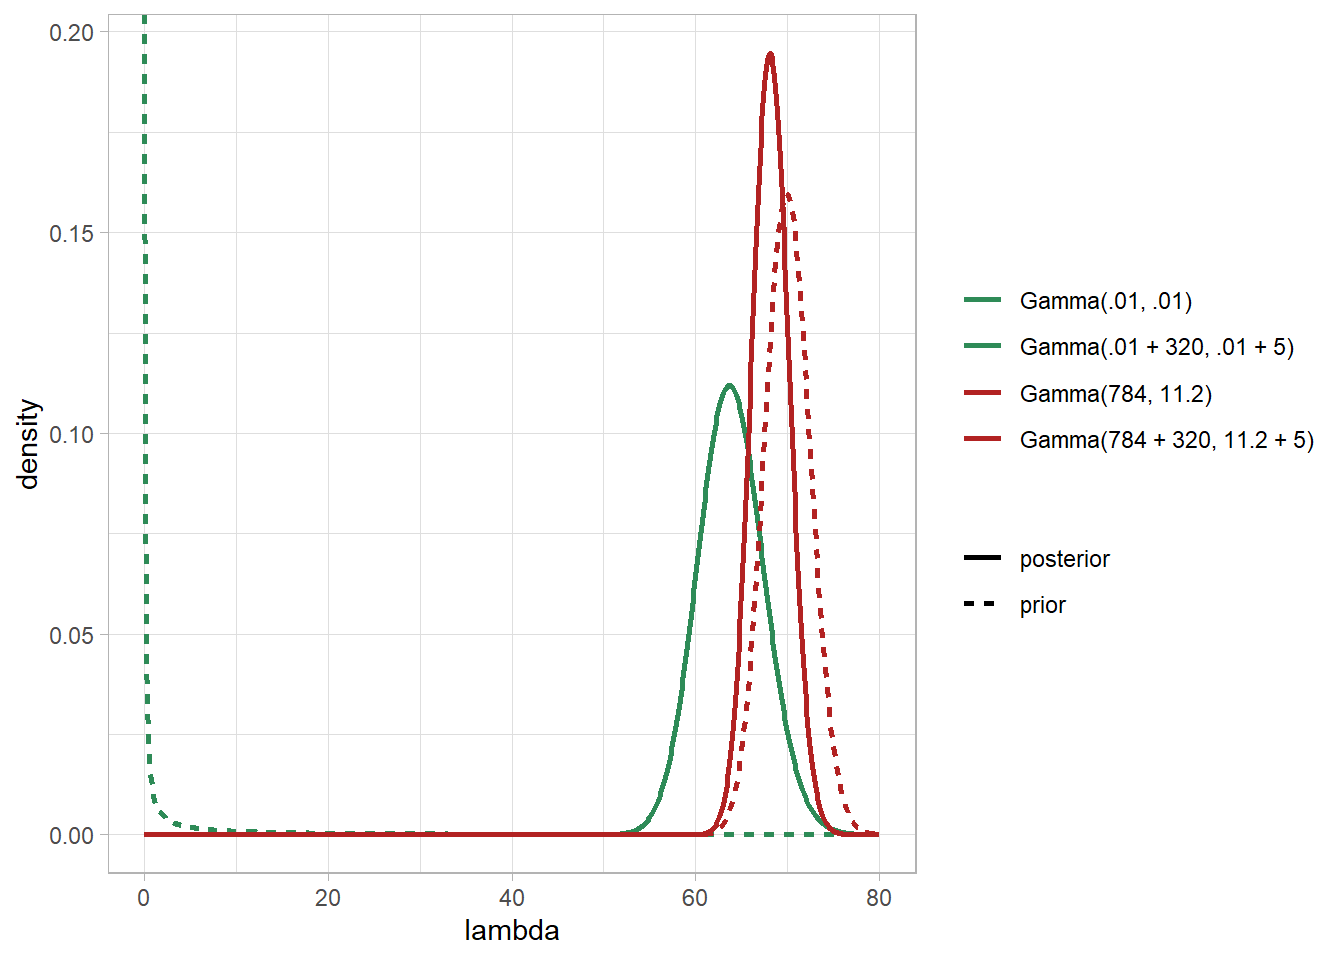 0.20
0.15
0.10
0.05
0.00
density
0
20
40
60
80
lambda
Gamma(.01, .01)
Gamma(.01 + 320, .01 + 5)
Gamma(784, 11.2)
Gamma(784 + 320, 11.2 + 5)
posterior
prior